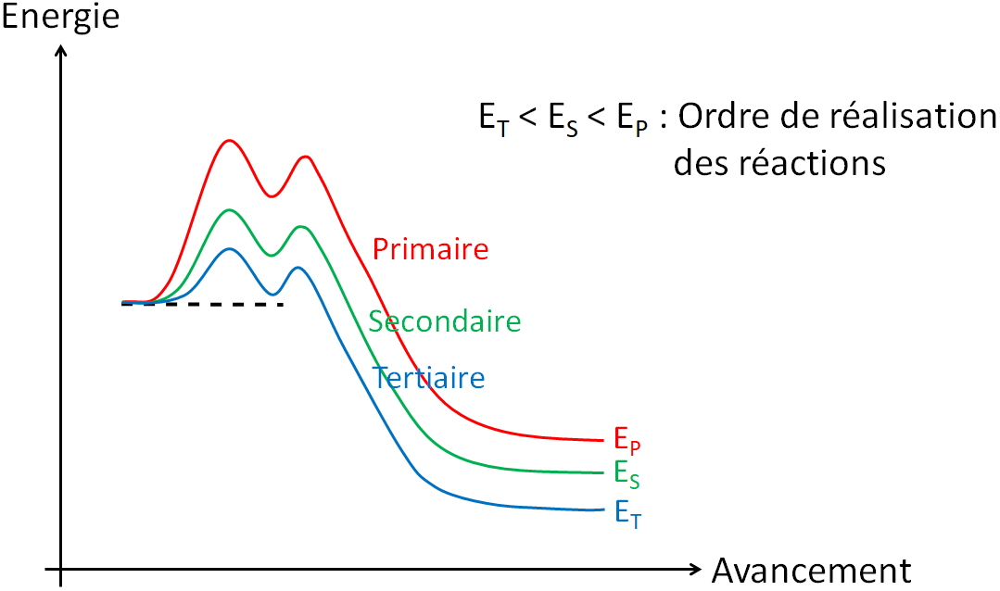 Energie
E_T < E_S < E_P : Ordre de réalisation
des réactions
Primaire
Secondaire
Tertiaire
E_P
E_S
E_T
Avancement